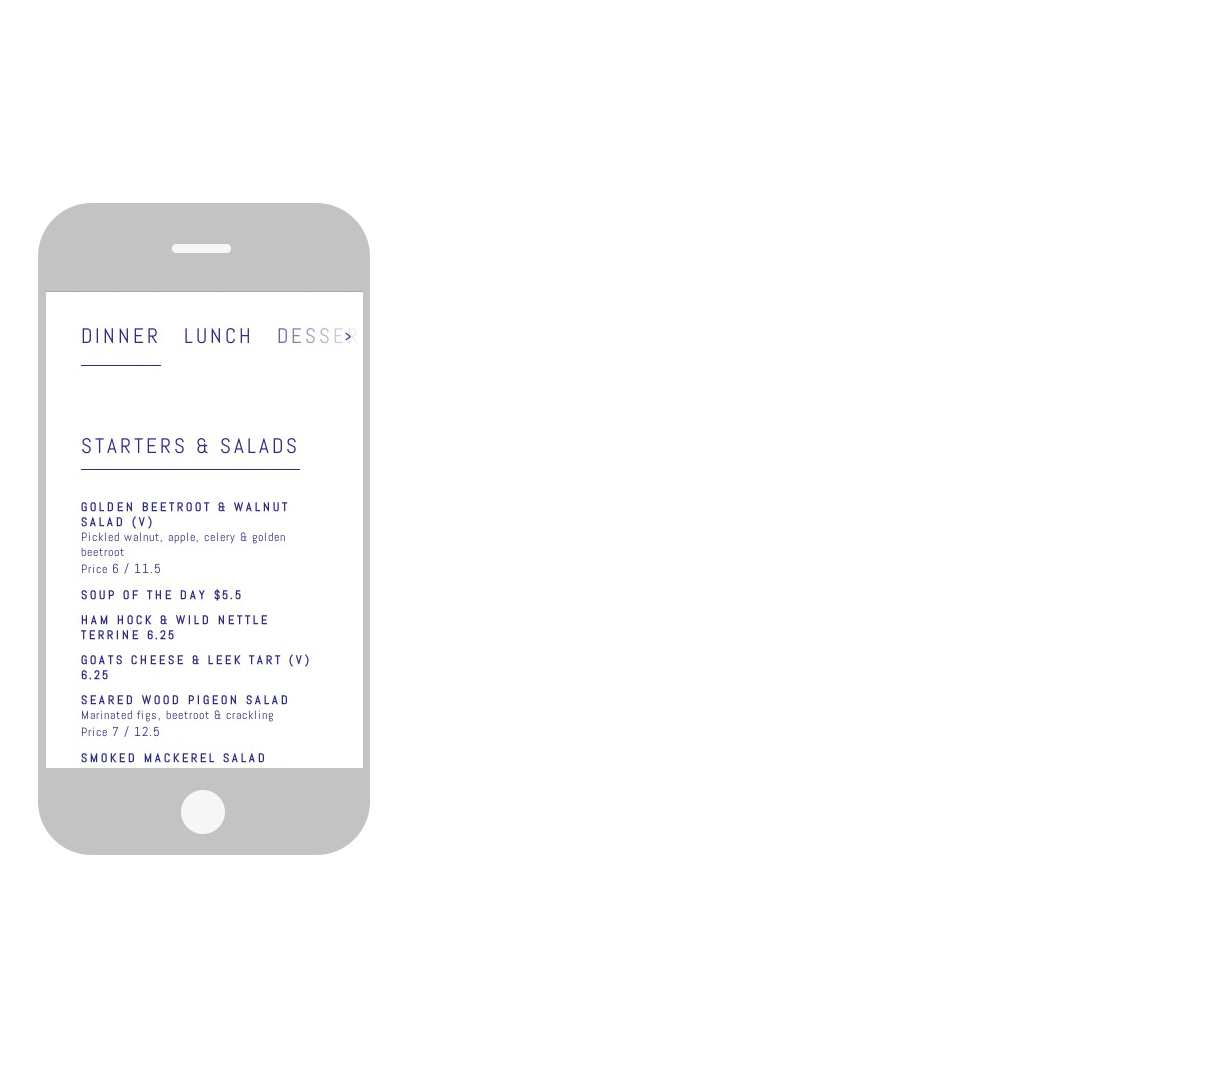 DINNER LUNCH DESSER >
STARTERS & SALADS
GOLDEN BEETROOT & WALNUT
SALAD (V)
Pickled walnut, apple, celery & golden
beetroot
Price 6 / 11.5
SOUP OF THE DAY $5.5
HAM HOCK & WILD NETTLE
TERRINE 6.25
GOATS CHEESE & LEEK TART (V)
6.25
SEARED WOOD PIGEON SALAD
Marinated figs, beetroot & crackling
Price 7 / 12.5
SMOKED MACKEREL SALAD